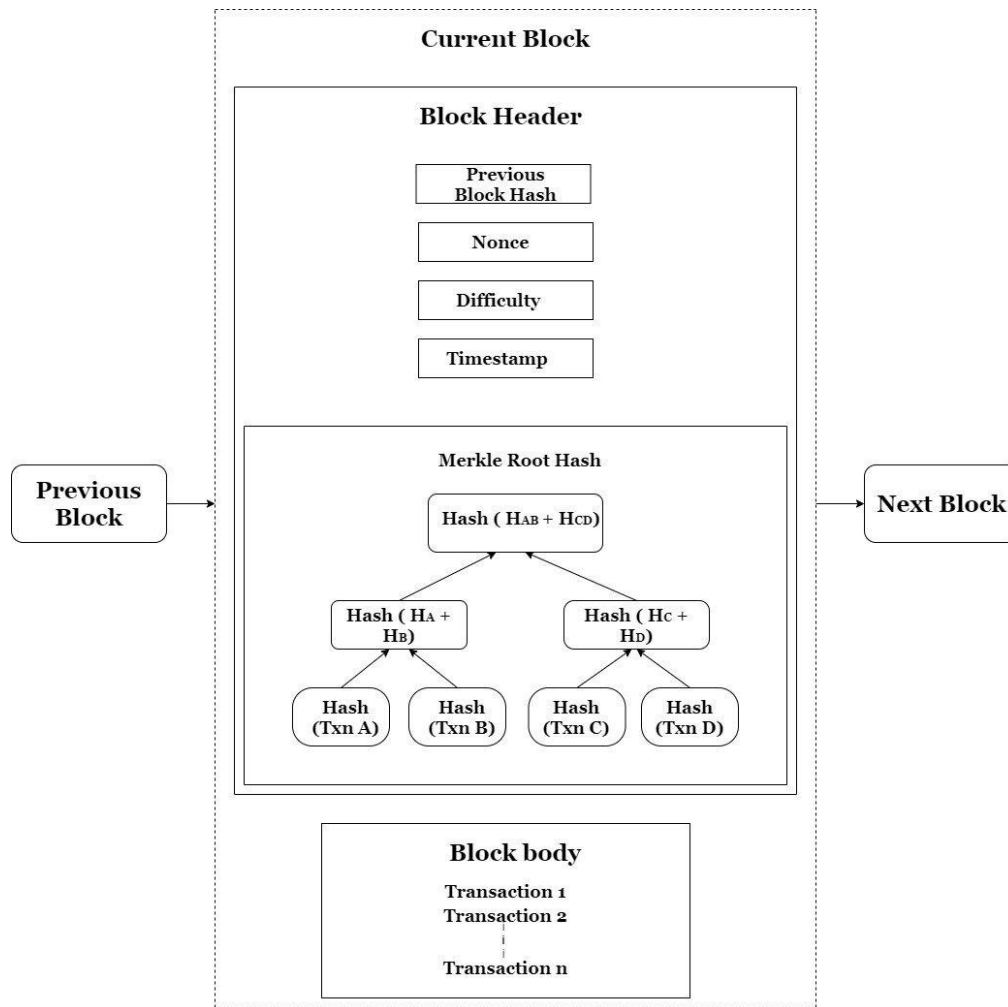 Current Block
Block Header
Previous
Block Hash
Nonce
Difficulty
Timestamp
Merkle Root Hash
Hash ( HAB + HCD)
Hash ( HA +
HB)
Hash ( HC +
HD)
Hash
(Txn A)
Hash
(Txn B)
Hash
(Txn C)
Hash
(Txn D)
Previous
Block
Next Block
Block body
Transaction 1
Transaction 2
Transaction n